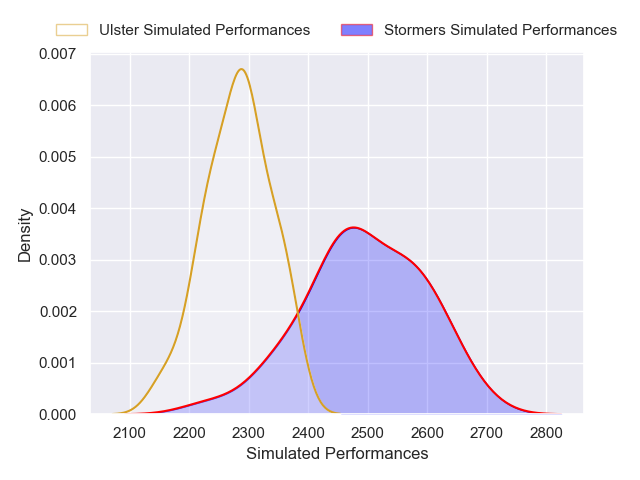 Ulster Simulated Performances Stormers Simulated Performances
0.007
0.006
0.005
0.004
0.003
0.002
0.001
0.000
Density
2100 2200 2300 2400 2500 2600 2700 2800
Simulated Performances